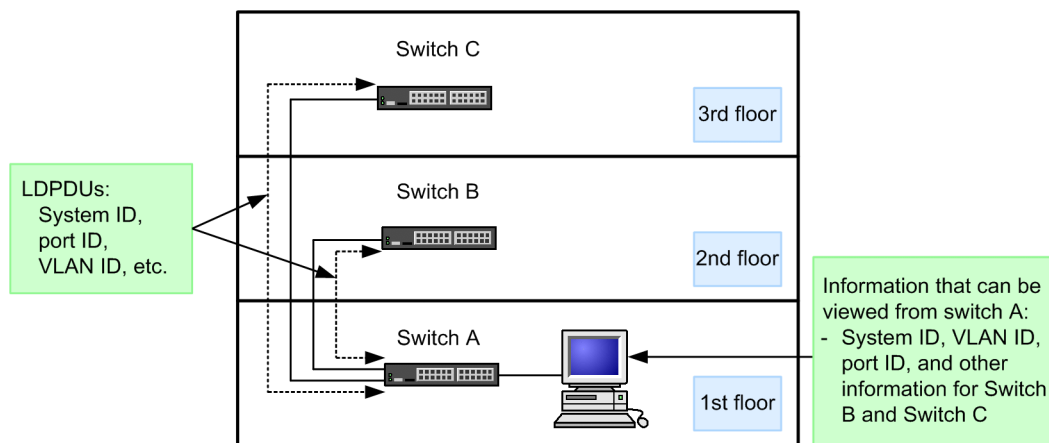 Switch C
3rd floor
LDPDUs:
System ID,
port ID,
VLAN ID, etc.
Switch B
2nd floor
Information that can be
viewed from switch A:
- System ID, VLAN ID,
port ID, and other
information for Switch
B and Switch C
Switch A
1st floor